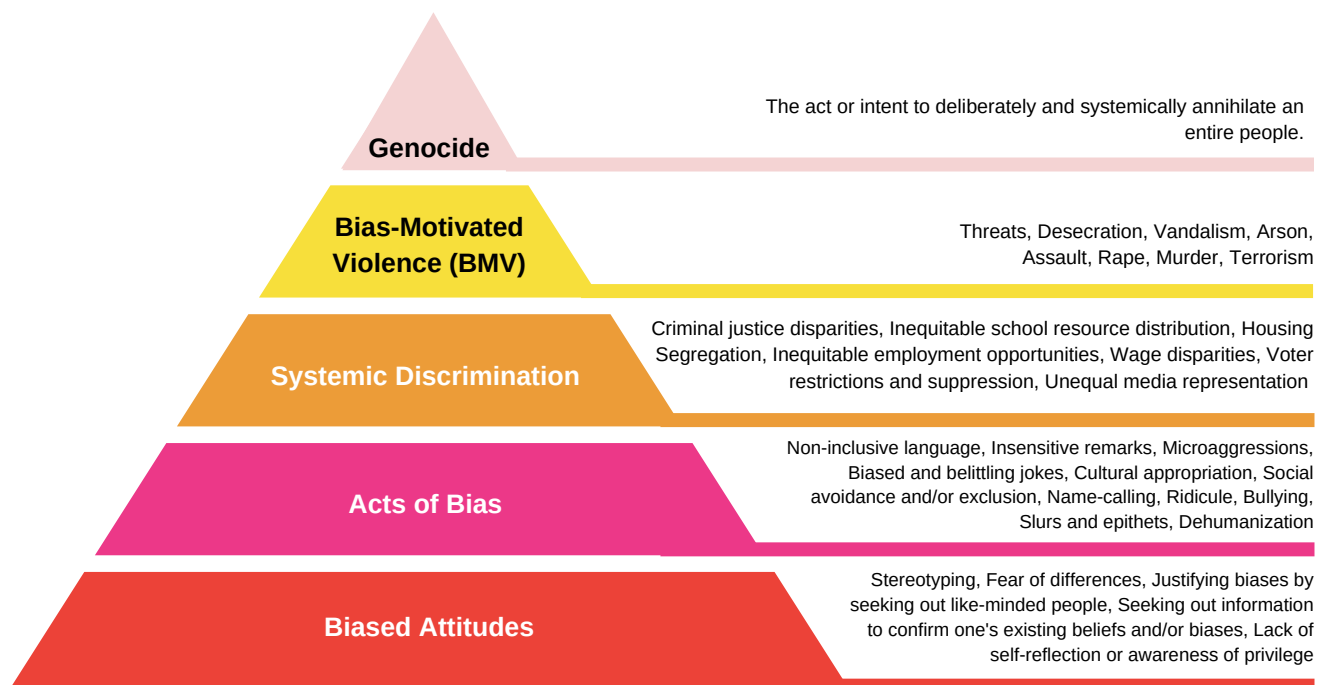 The act or intent to deliberately and systemically annihilate an
entire people.
Genocide
Bias-Motivated
Violence (BMV)
Threats, Desecration, Vandalism, Arson,
Assault, Rape, Murder, Terrorism
Criminal justice disparities, Inequitable school resource distribution, Housing
Segregation, Inequitable employment opportunities, Wage disparities, Voter
restrictions and suppression, Unequal media representation
Systemic Discrimination
Non-inclusive language, Insensitive remarks, Microaggressions,
Biased and belittling jokes, Cultural appropriation, Social
avoidance and/or exclusion, Name-calling, Ridicule, Bullying,
Slurs and epithets, Dehumanization
Acts of Bias
Stereotyping, Fear of differences, Justifying biases by
seeking out like-minded people, Seeking out information
to confirm one's existing beliefs and/or biases, Lack of
self-reflection or awareness of privilege
Biased Attitudes